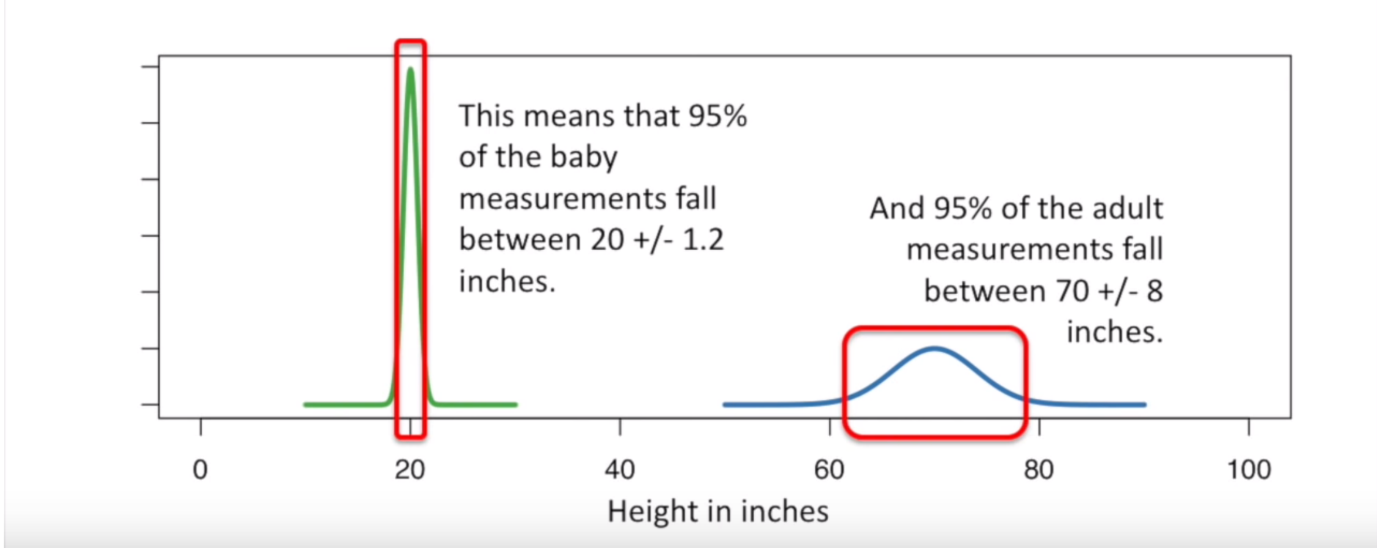 This means that 95%
of the baby
measurements fall
between 20 +/- 1.2
inches.
And 95% of the adult
measurements fall
between 70 +/- 8
inches.
0 20 40 60 80 100
Height in inches